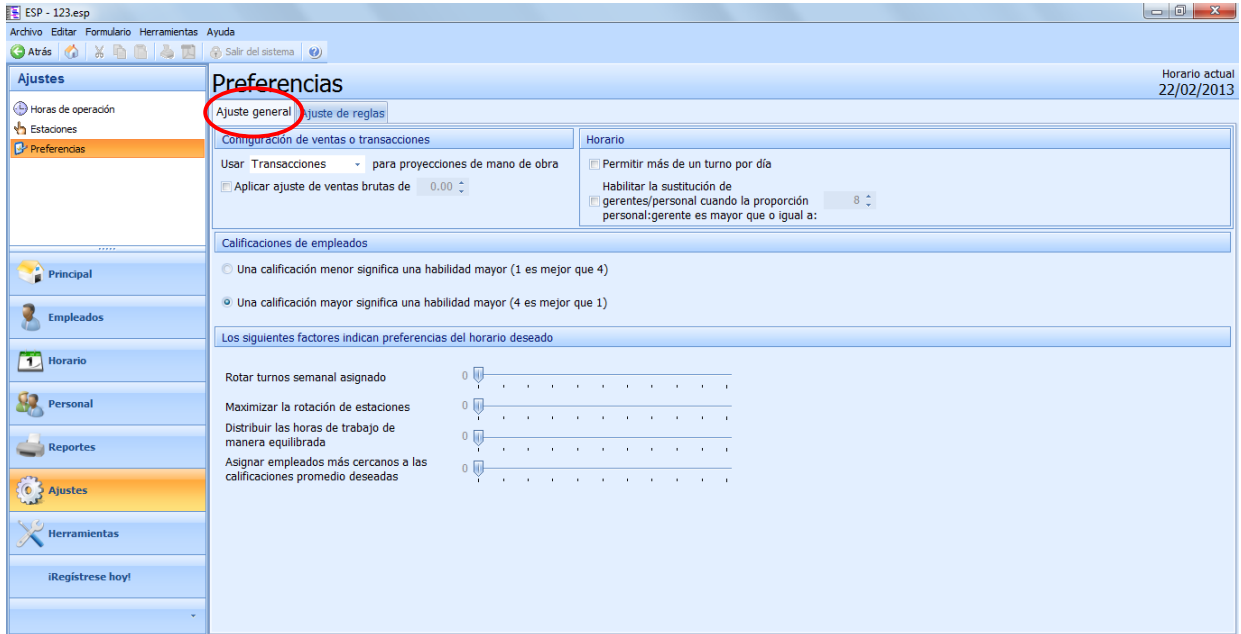 ESP - 123.esp
Archivo Editar Formulario Herramientas Ayuda
Atrás Salir del sistema
Ajustes
Horas de operación
Estaciones
Preferencias
Principal
Empleados
1 Horario
Personal
Reportes
Ajustes
Herramientas
¡Regístrese hoy!
Preferencias
Horario actual
22/02/2013
Ajuste general Ajuste de reglas
Configuración de ventas o transacciones
Usar Transacciones para proyecciones de mano de obra
Aplicar ajuste de ventas brutas de 0.00
Horario
Permitir más de un turno por día
Habilitar la sustitución de
gerentes/personal cuando la proporción 8
personal:gerente es mayor que o igual a:
Calificaciones de empleados
Una calificación menor significa una habilidad mayor (1 es mejor que 4)
Una calificación mayor significa una habilidad mayor (4 es mejor que 1)
Los siguientes factores indican preferencias del horario deseado
Rotar turnos semanal asignado 0
Maximizar la rotación de estaciones 0
Distribuir las horas de trabajo de
manera equilibrada 0
Asignar empleados más cercanos a las
calificaciones promedio deseadas 0